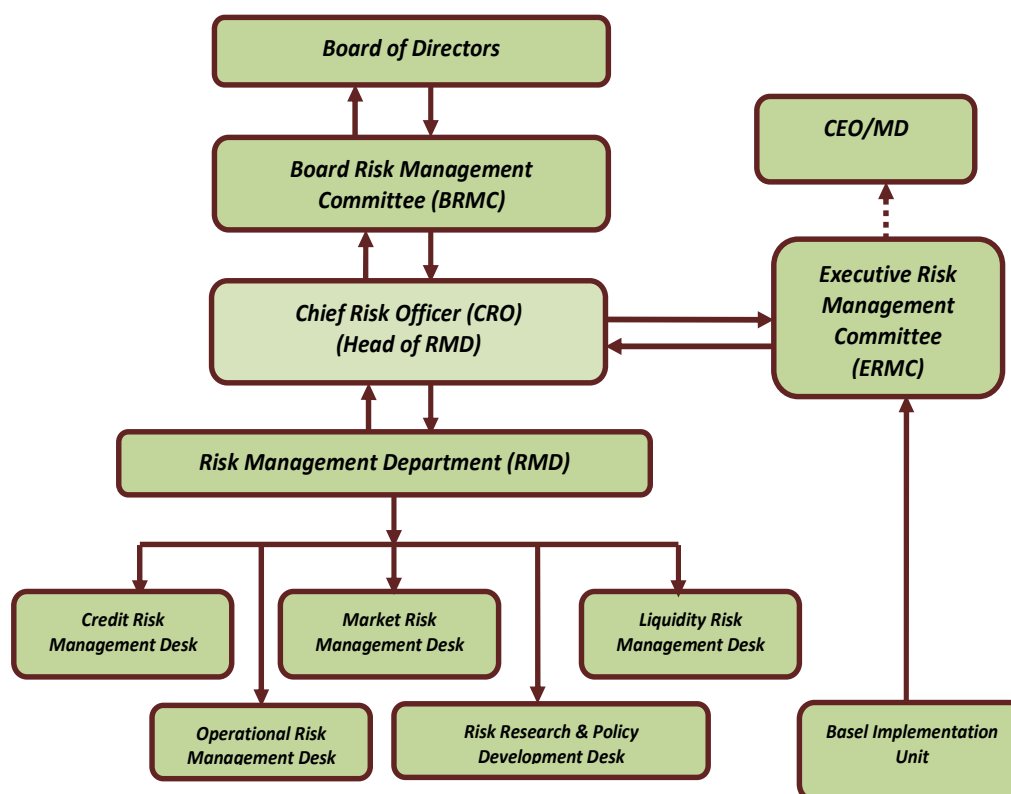 Board of Directors
CEO/MD
Board Risk Management
Committee (BRMC)
Executive Risk
Management
Committee
(ERMC)
Chief Risk Officer (CRO)
(Head of RMD)
Risk Management Department (RMD)
Credit Risk
Management Desk
Market Risk
Management Desk
Liquidity Risk
Management Desk
Operational Risk
Management Desk
Risk Research & Policy
Development Desk
Basel Implementation
Unit